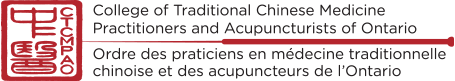 中醫
CTCMPAO
College of Traditional Chinese Medicine
Practitioners and Acupuncturists of Ontario
Ordre des praticiens en médecine traditionnelle
chinoise et des acupuncteurs de l'Ontario